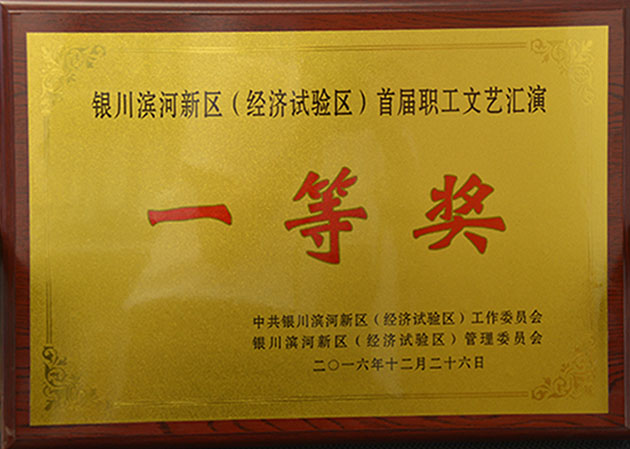 银川滨河新区（经济试验区）首届职工文艺汇演
一等奖
中共银川滨河新区（经济试验区）工作委员会
银川滨河新区（经济试验区）管理委员会
二〇一六年十二月二十六日